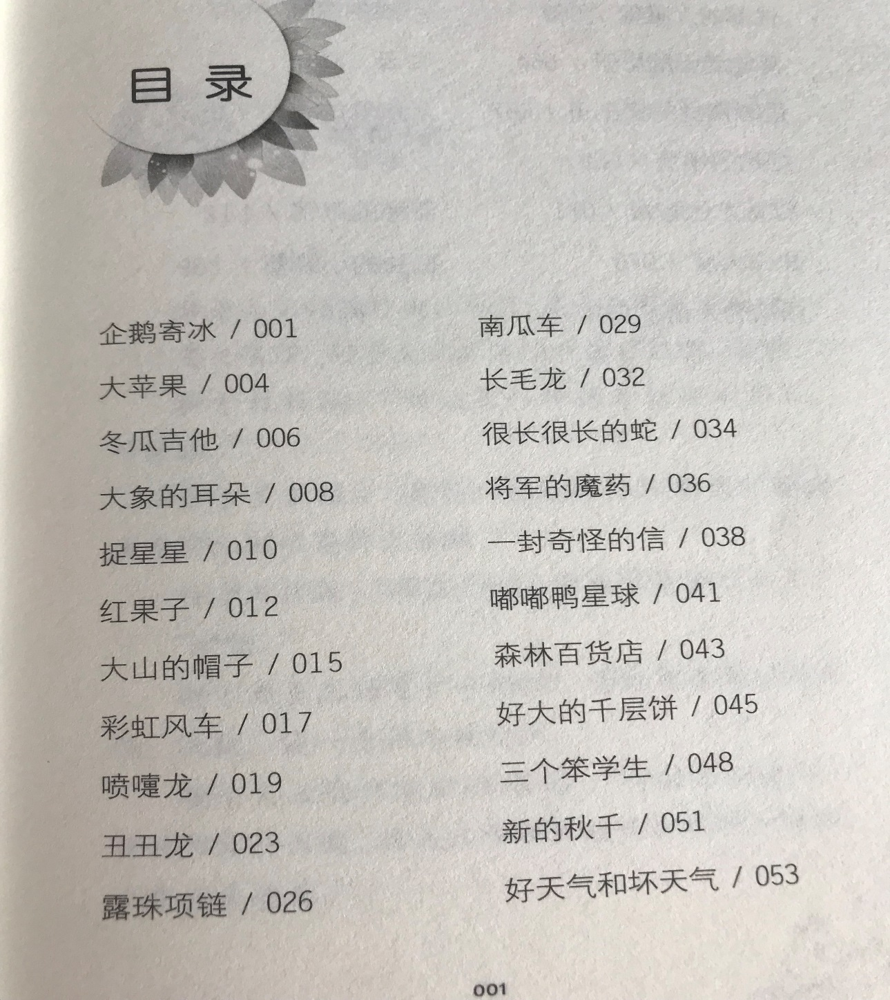 目 录
企鹅寄冰 / 001
大苹果 / 004
冬瓜吉他 / 006
大象的耳朵 / 008
捉星星 / 010
红果子 / 012
大山的帽子 / 015
彩虹风车 / 017
喷嚏龙 / 019
丑丑龙 / 023
露珠项链 / 026
南瓜车 / 029
长毛龙 / 032
很长很长的蛇 / 034
将军的魔药 / 036
一封奇怪的信 / 038
嘟嘟鸭星球 / 041
森林百货店 / 043
好大的千层饼 / 045
三个笨学生 / 048
新的秋千 / 051
好天气和坏天气 / 053
001